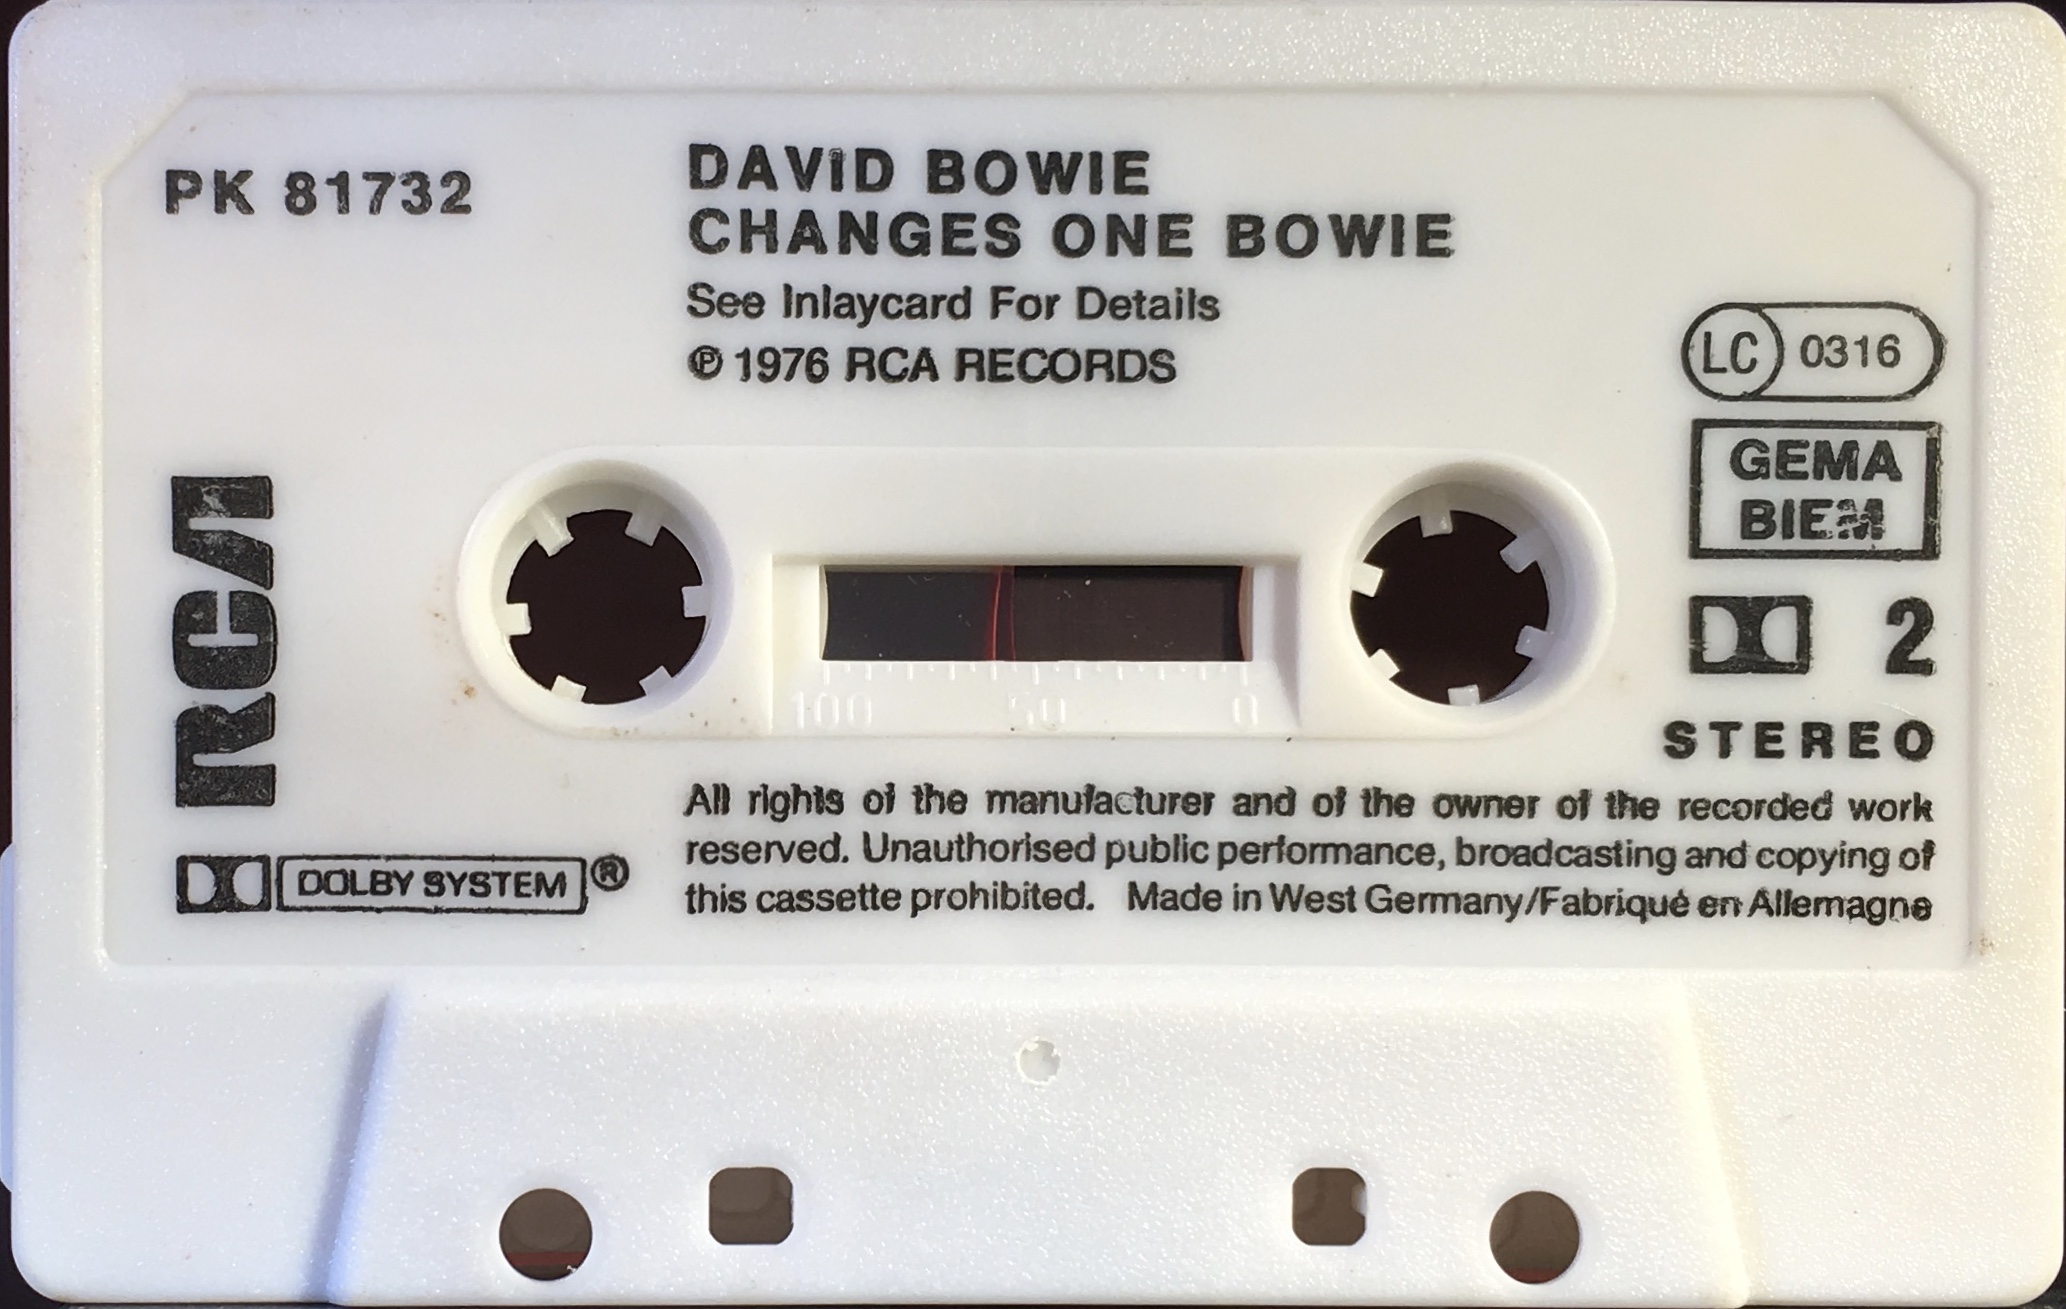 PK 81732
DAVID BOWIE
CHANGES ONE BOWIE
See Inlaycard For Details
℗ 1976 RCA RECORDS
LC 0316
GEMA
BIEM
RCA
2
STEREO
100 50 0
DOLBY SYSTEM ®
All rights of the manufacturer and of the owner of the recorded work
reserved. Unauthorised public performance, broadcasting and copying of
this cassette prohibited. Made in West Germany/Fabriqué en Allemagne